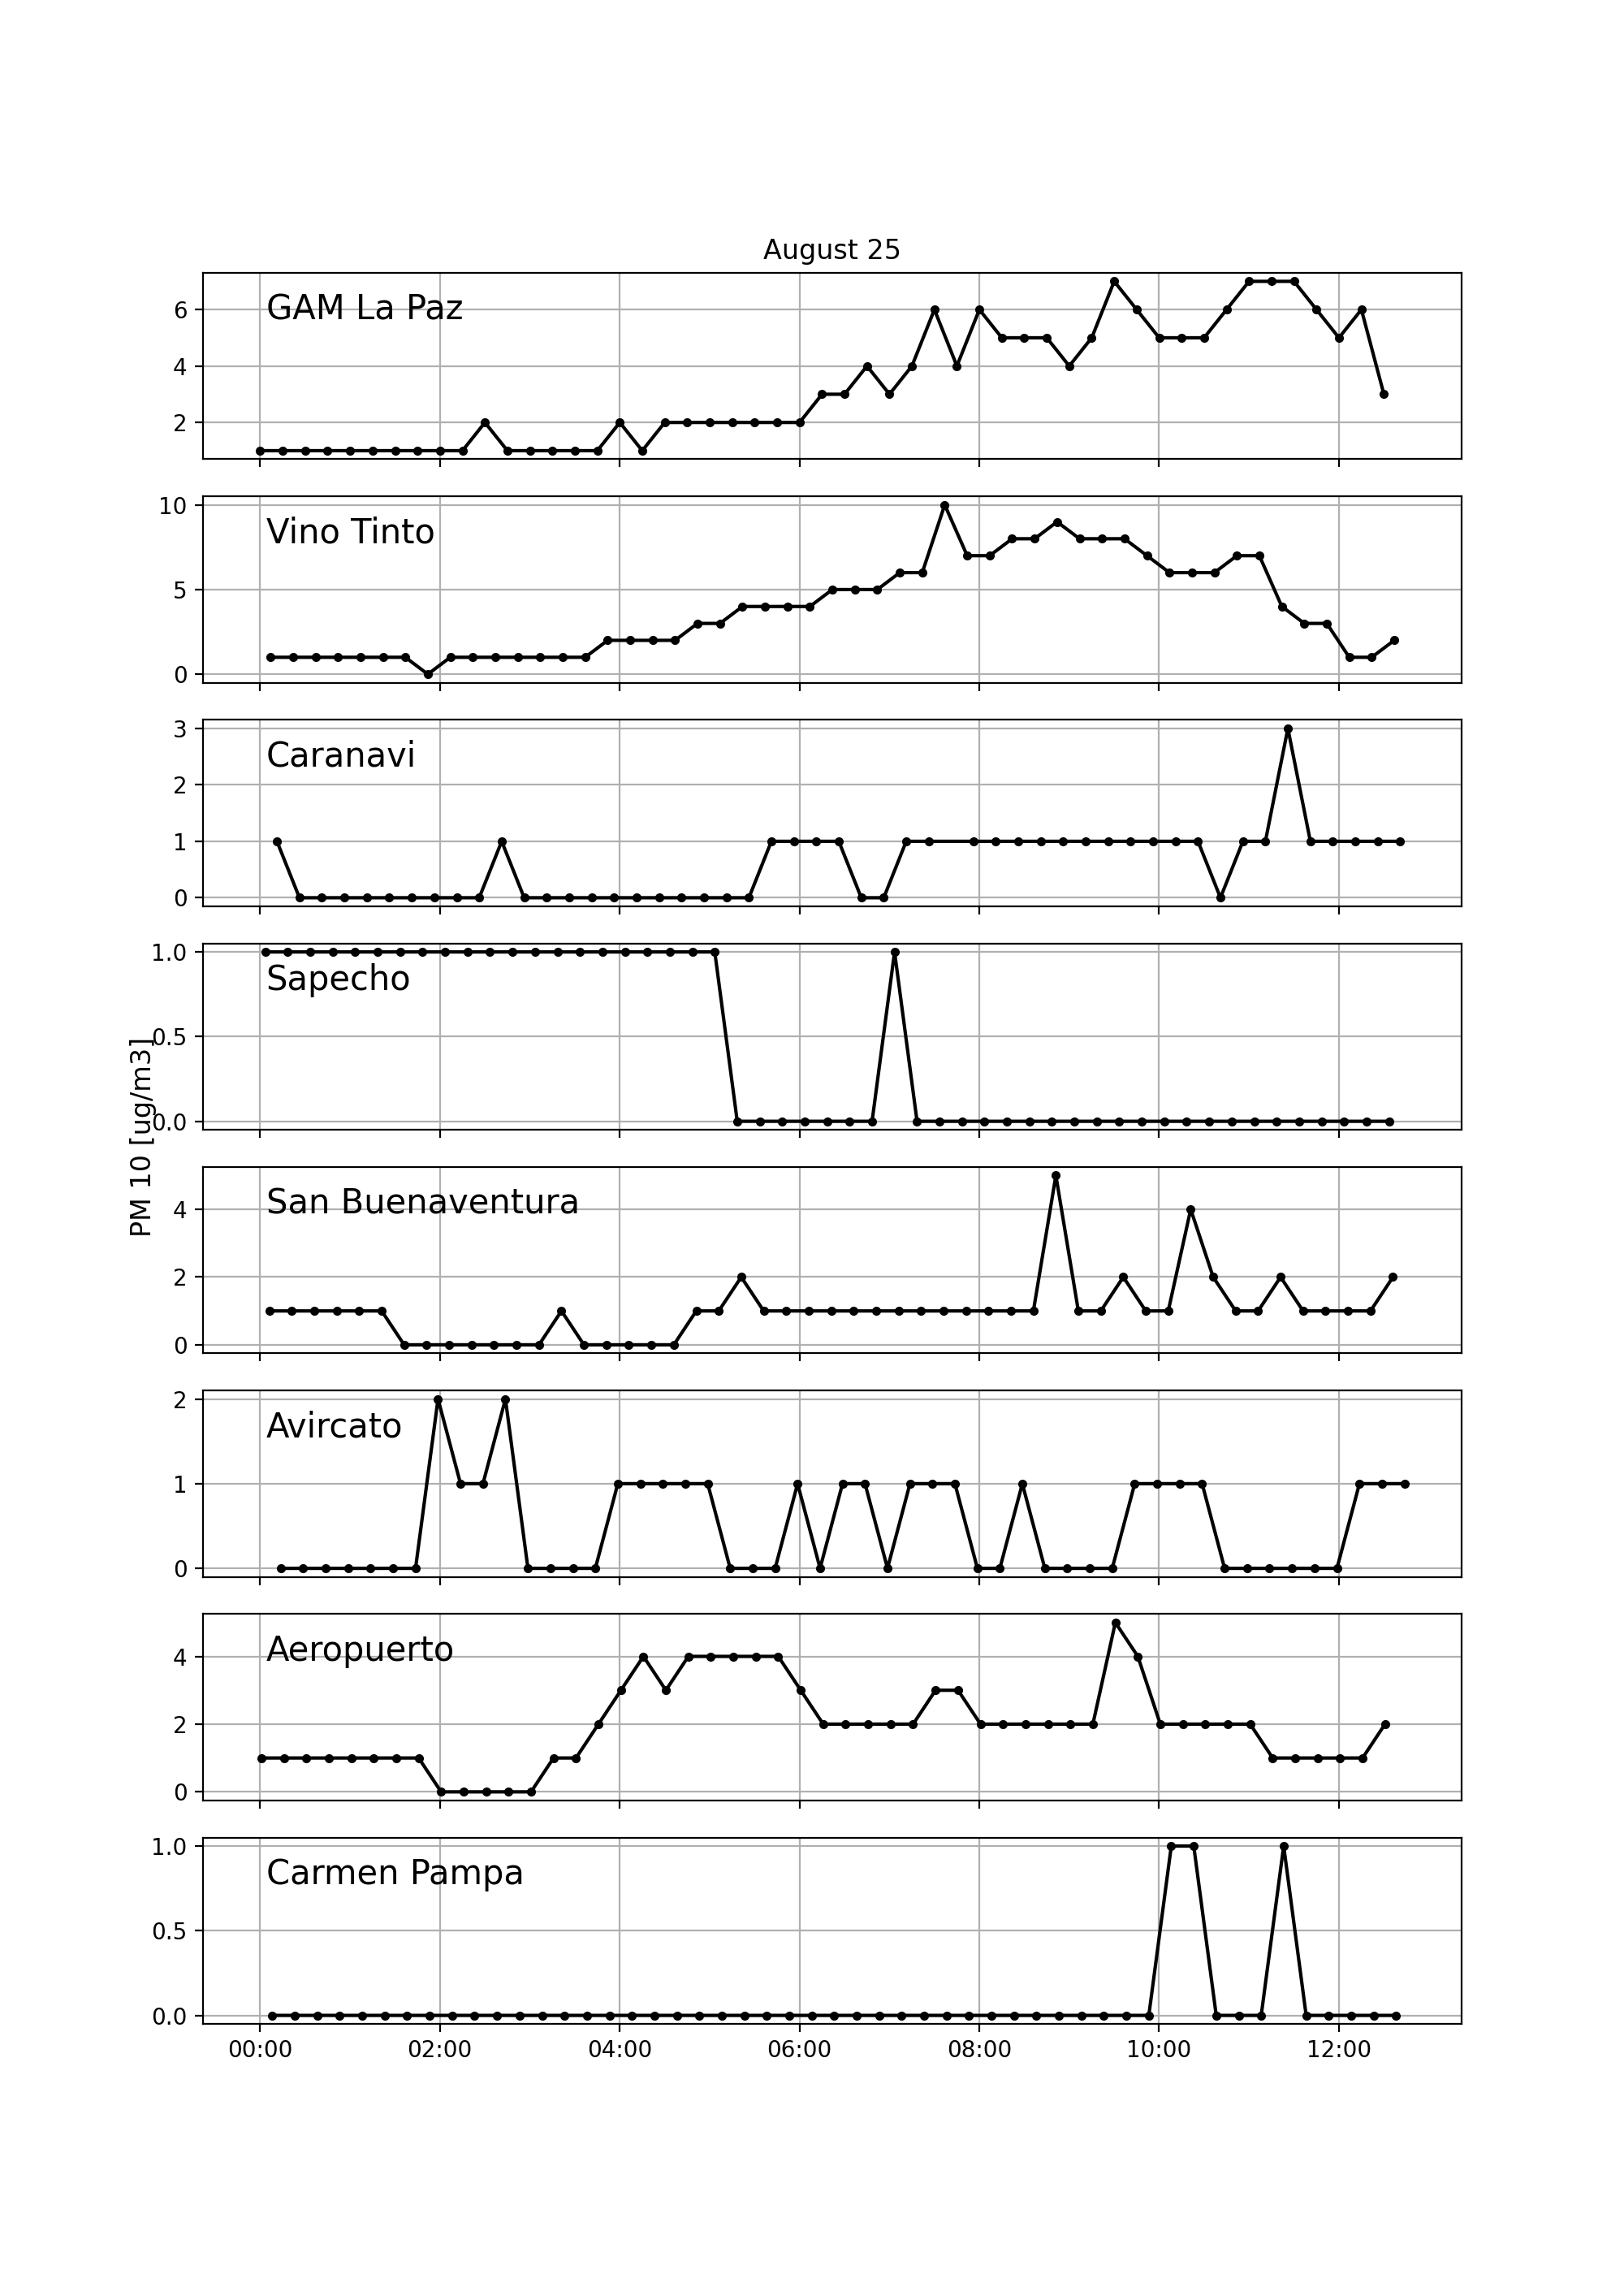 August 25
GAM La Paz
6
4
2
Vino Tinto
10
5
0
Caranavi
3
2
1
0
Sapecho
1.0
0.5
0.0
PM 10 [ug/m3]
San Buenaventura
4
2
0
Avircato
2
1
0
Aeropuerto
4
2
0
Carmen Pampa
1.0
0.5
0.0
00:00 02:00 04:00 06:00 08:00 10:00 12:00